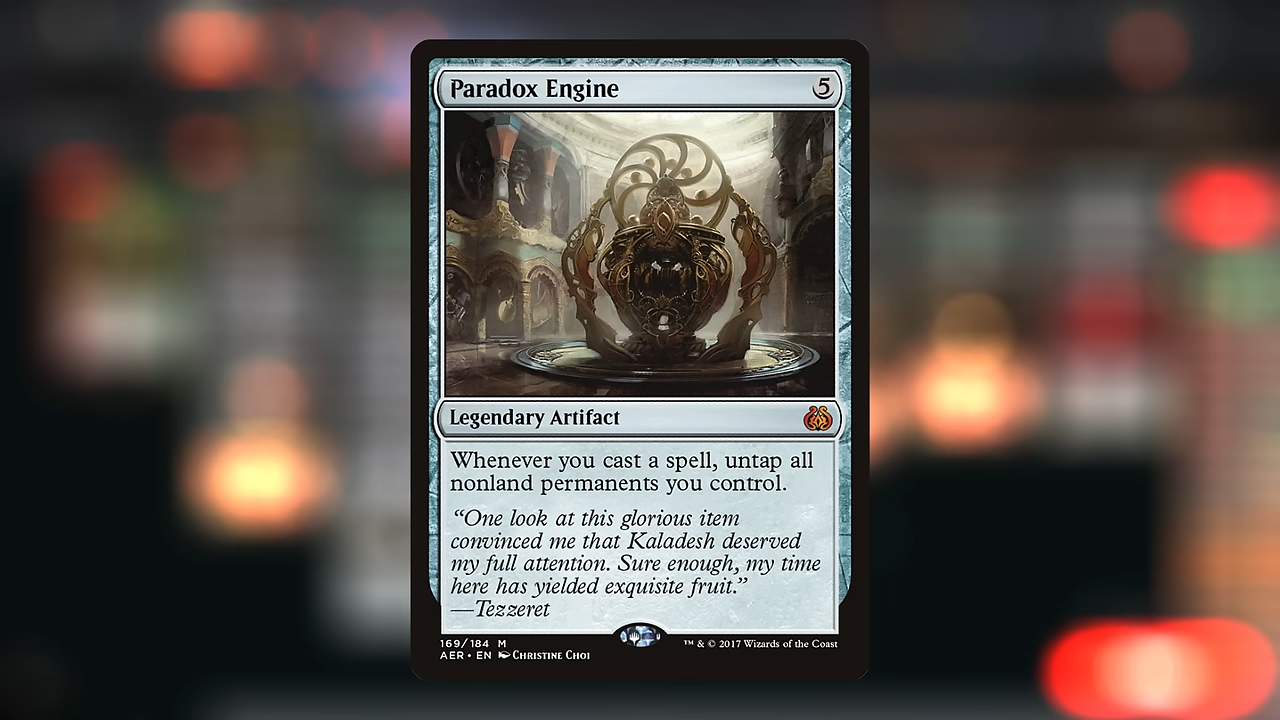 Paradox Engine 5
Legendary Artifact
Whenever you cast a spell, untap all
nonland permanents you control.
“One look at this glorious item
convinced me that Kaladesh deserved
my full attention. Sure enough, my time
here has yielded exquisite fruit.”
—Tezzeret
169/184 M
™ & © 2017 Wizards of the Coast
AER • EN Christine Choi